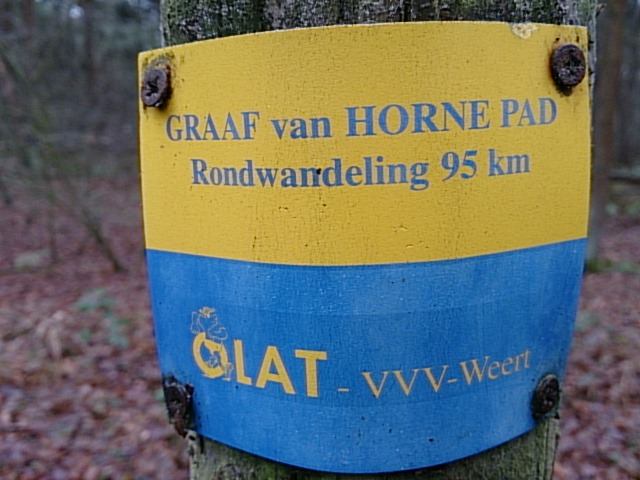 GRAAF van HORNE PAD
Rondwandeling 95 km
OLAT - VVV-Weert